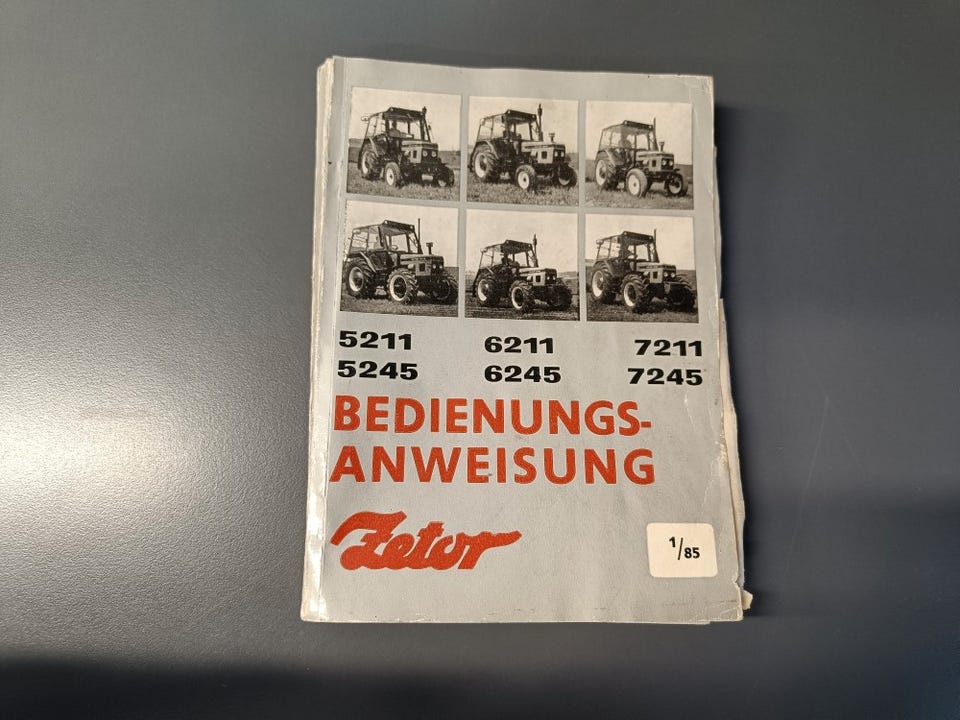 5211 6211 7211
5245 6245 7245
BEDIENUNGS-
ANWEISUNG
Zetor
1/85